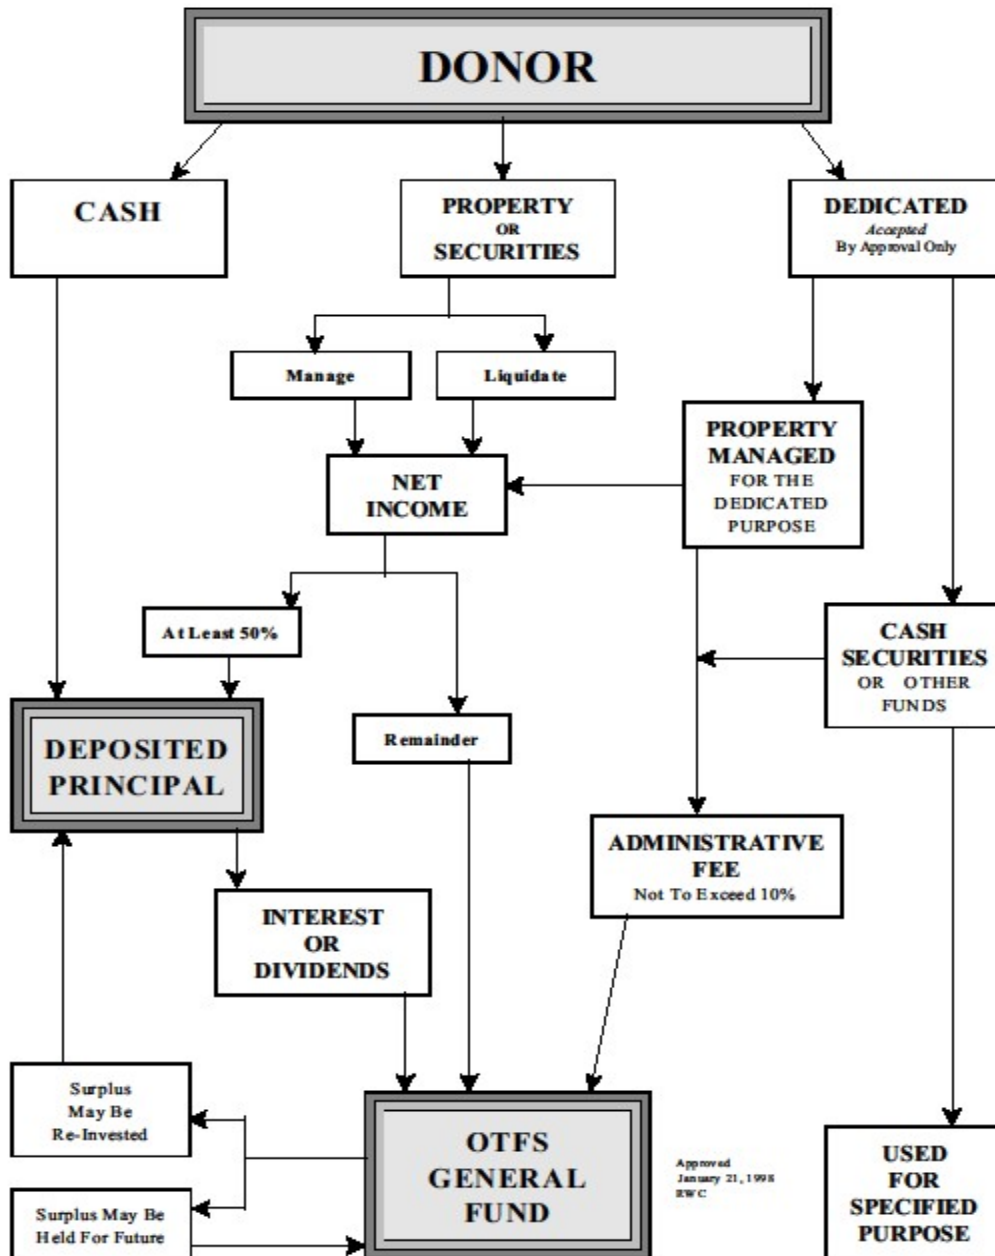 DONOR
CASH
PROPERTY
OR
SECURITIES
DEDICATED
Accepted
By Approval Only
Manage
Liquidate
PROPERTY
MANAGED
FOR THE
DEDICATED
PURPOSE
NET
INCOME
At Least 50%
CASH
SECURITIES
OR OTHER
FUNDS
DEPOSITED
PRINCIPAL
Remainder
ADMINISTRATIVE
FEE
Not To Exceed 10%
INTEREST
OR
DIVIDENDS
Surplus
May Be
Re-Invested
OTFS
GENERAL
FUND
Approved
January 21, 1998
RWC
USED
FOR
SPECIFIED
PURPOSE
Surplus May Be
Held For Future